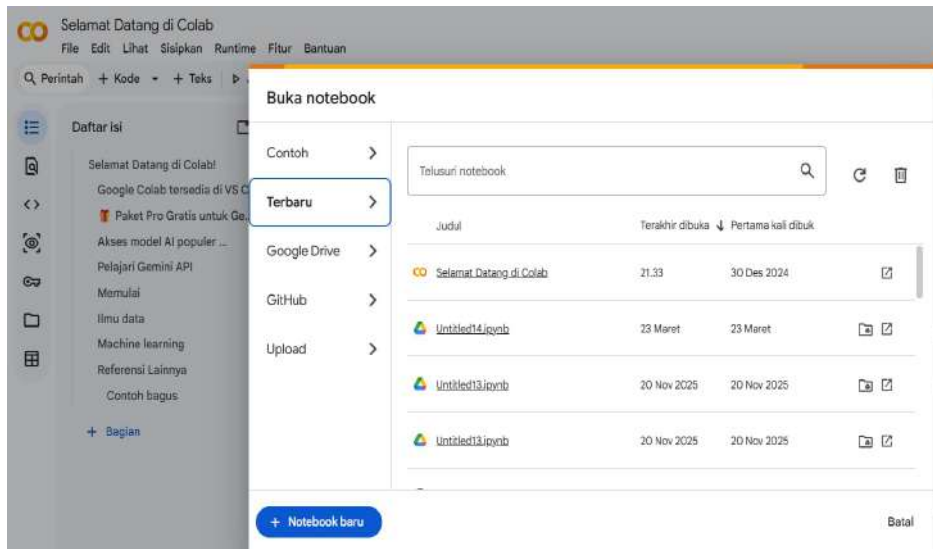 Selamat Datang di Colab
File Edit Lihat Sisipkan Runtime Fitur Bantuan
Perintah + Kode + Teks
Daftar isi
Selamat Datang di Colab!
Google Colab tersedia di VS C
Paket Pro Gratis untuk Ge...
Akses model AI populer ...
Pelajari Gemini API
Memulai
Ilmu data
Machine learning
Referensi Lainnya
Contoh bagus
+ Bagian
Buka notebook
Contoh
Terbaru
Google Drive
GitHub
Upload
Telusuri notebook
Judul Terakhir dibuka Pertama kali dibuk
Selamat Datang di Colab 21.33 30 Des 2024
Untitled14.ipynb 23 Maret 23 Maret
Untitled13.ipynb 20 Nov 2025 20 Nov 2025
Untitled13.ipynb 20 Nov 2025 20 Nov 2025
+ Notebook baru
Batal